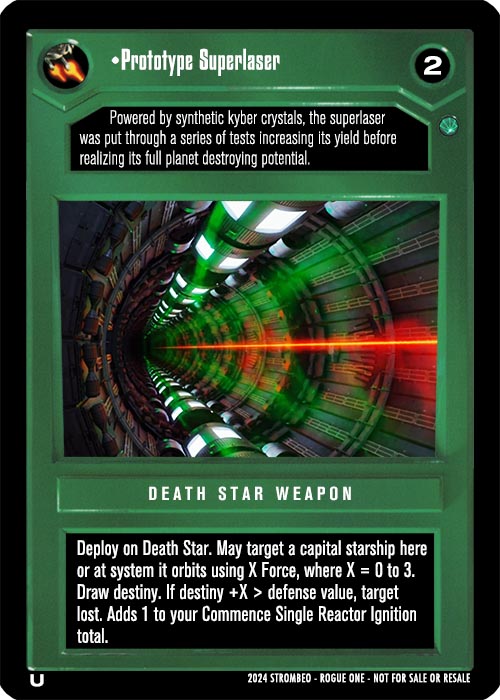 •Prototype Superlaser
2
Powered by synthetic kyber crystals, the superlaser
was put through a series of tests increasing its yield before
realizing its full planet destroying potential.
DEATH STAR WEAPON
Deploy on Death Star. May target a capital starship here
or at system it orbits using X Force, where X = 0 to 3.
Draw destiny. If destiny +X > defense value, target
lost. Adds 1 to your Commence Single Reactor Ignition
total.
U
2024 STROMBEO - ROGUE ONE - NOT FOR SALE OR RESALE